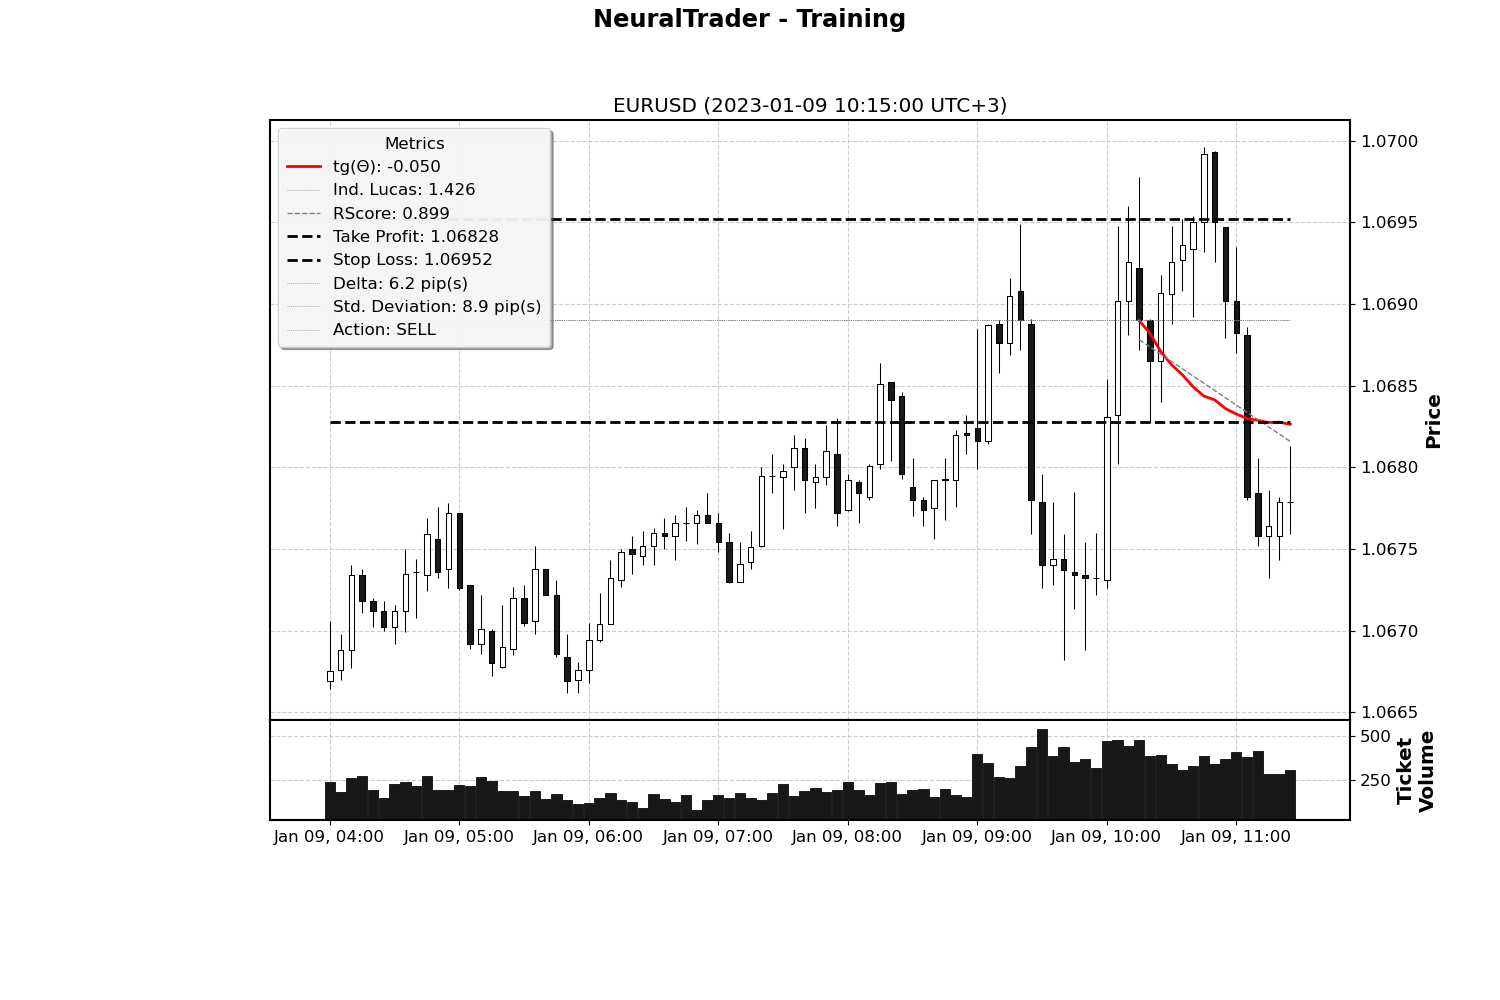 NeuralTrader - Training
EURUSD (2023-01-09 10:15:00 UTC+3)
Metrics
tg(Θ): -0.050
Ind. Lucas: 1.426
RScore: 0.899
Take Profit: 1.06828
Stop Loss: 1.06952
Delta: 6.2 pip(s)
Std. Deviation: 8.9 pip(s)
Action: SELL
1.0700
1.0695
1.0690
1.0685
1.0680
1.0675
1.0670
1.0665
Price
500
250
Ticket
Volume
Jan 09, 04:00
Jan 09, 05:00
Jan 09, 06:00
Jan 09, 07:00
Jan 09, 08:00
Jan 09, 09:00
Jan 09, 10:00
Jan 09, 11:00